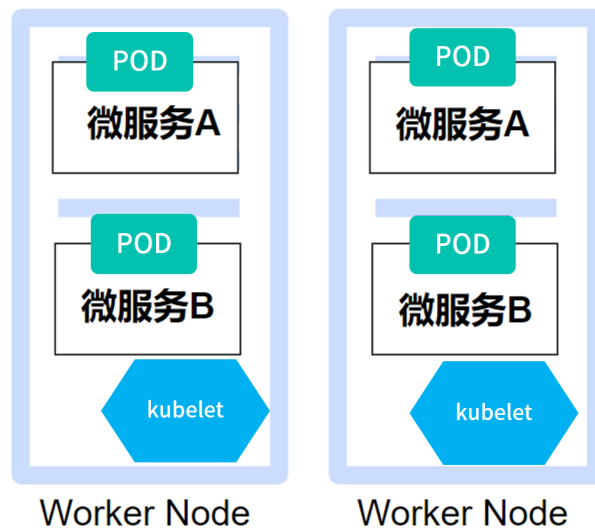 POD
微服务A
POD
微服务B
kubelet
Worker Node
POD
微服务A
POD
微服务B
kubelet
Worker Node